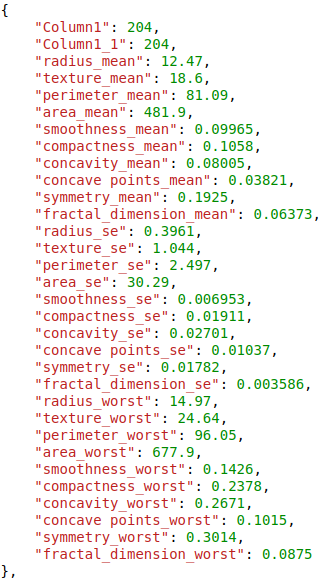 {
"Column1": 204,
"Column1_1": 204,
"radius_mean": 12.47,
"texture_mean": 18.6,
"perimeter_mean": 81.09,
"area_mean": 481.9,
"smoothness_mean": 0.09965,
"compactness_mean": 0.1058,
"concavity_mean": 0.08005,
"concave points_mean": 0.03821,
"symmetry_mean": 0.1925,
"fractal_dimension_mean": 0.06373,
"radius_se": 0.3961,
"texture_se": 1.044,
"perimeter_se": 2.497,
"area_se": 30.29,
"smoothness_se": 0.006953,
"compactness_se": 0.01911,
"concavity_se": 0.02701,
"concave points_se": 0.01037,
"symmetry_se": 0.01782,
"fractal_dimension_se": 0.003586,
"radius_worst": 14.97,
"texture_worst": 24.64,
"perimeter_worst": 96.05,
"area_worst": 677.9,
"smoothness_worst": 0.1426,
"compactness_worst": 0.2378,
"concavity_worst": 0.2671,
"concave points_worst": 0.1015,
"symmetry_worst": 0.3014,
"fractal_dimension_worst": 0.0875
},